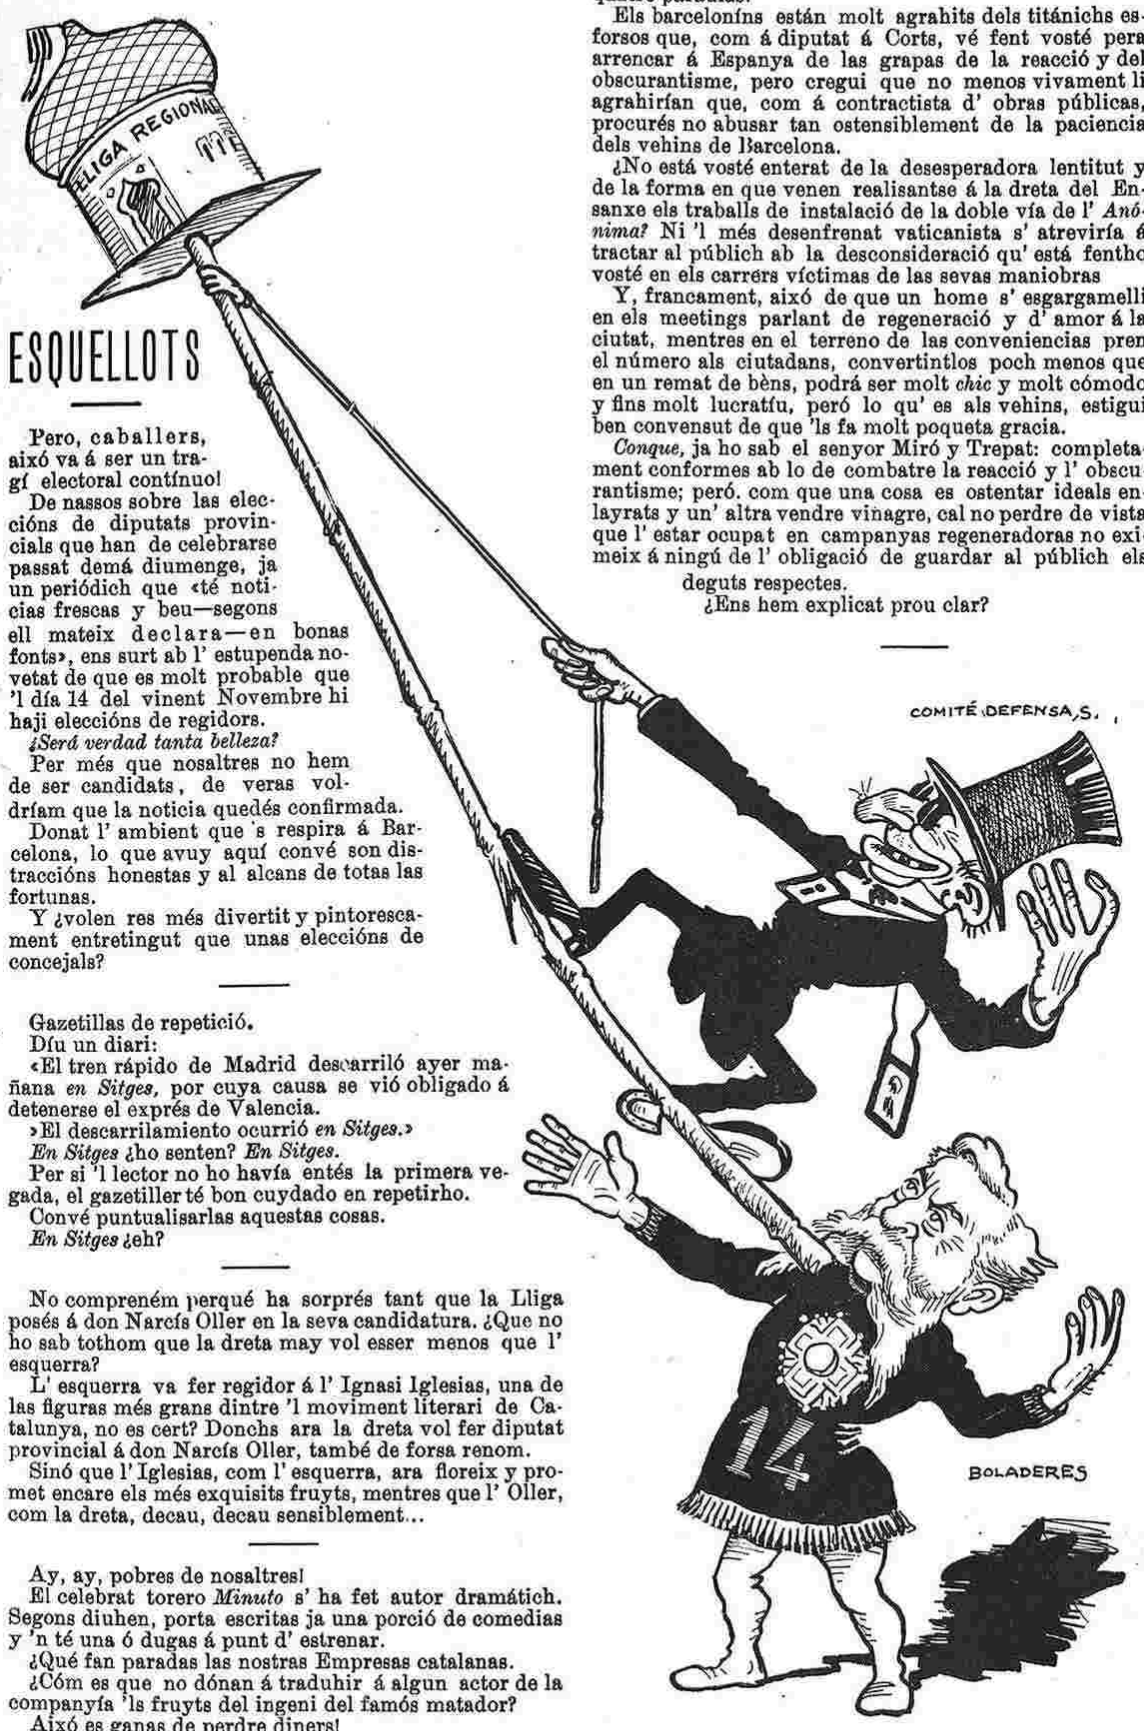 LLIGA REGIONAL
ESQUELLOTS
Pero, caballers,
aixó va á ser un tra-
gí electoral contínuo!
De nassos sobre las elec-
cións de diputats provin-
cials que han de celebrarse
passat demá diumenge, ja
un periódich que «té noti-
cias frescas y beu—segons
ell mateix declara—en bonas
fonts», ens surt ab l' estupenda no-
vetat de que es molt probable que
'l día 14 del vinent Novembre hi
haji eleccións de regidors.
¿Será verdad tanta belleza?
Per més que nosaltres no hem
de ser candidats, de veras vol-
dríam que la noticia quedés confirmada.
Donat l' ambient que 's respira á Bar-
celona, lo que avuy aquí convé son dis-
traccións honestas y al alcans de totas las
fortunas.
Y ¿volen res més divertit y pintoresca-
ment entretingut que unas eleccións de
concejals?
Gazetillas de repetició.
Díu un diari:
«El tren rápido de Madrid descarriló ayer ma-
ñana en Sitges, por cuya causa se vió obligado á
detenerse el exprés de Valencia.
»El descarrilamiento ocurrió en Sitges.»
En Sitges ¿ho senten? En Sitges.
Per si 'l lector no ho havía entés la primera ve-
gada, el gazetiller té bon cuydado en repetirho.
Convé puntualisarlas aquestas cosas.
En Sitges ¿eh?
No comprením perqué ha sorprés tant que la Lliga
posés á don Narcís Oller en la seva candidatura. ¿Que no
ho sab tothom que la dreta may vol esser menos que l'
esquerra?
L' esquerra va fer regidor á l' Ignasi Iglesias, una de
las figuras més grans dintre 'l moviment literari de Ca-
talunya, no es cert? Donchs ara la dreta vol fer diputat
provincial á don Narcís Oller, també de forsa renom.
Sinó que l' Iglesias, com l' esquerra, ara floreix y pro-
met encare els més exquisits fruyts, mentres que l' Oller,
com la dreta, decau, decau sensiblement...
Ay, ay, pobres de nosaltres!
El celebrat torero Minuto s' ha fet autor dramátich.
Segons diuhen, porta escritas ja una porció de comedias
y 'n té una ó dugas á punt d' estrenar.
¿Qué fan paradas las nostras Empresas catalanas.
¿Cóm es que no dónan á traduhir á algun actor de la
companyía 'ls fruyts del ingeni del famós matador?
Aixó es ganas de perdre diners!
Els barcelonins están molt agrahits dels titánichs es-
forsos que, com á diputat á Corts, vé fent vosté pera
arrencar á Espanya de las grapas de la reacció y del
obscurantisme, pero cregui que no menos vivament li
agrahirían que, com á contractista d' obras públicas,
procurés no abusar tan ostensiblement de la paciencia
dels vehins de Barcelona.
¿No está vosté enterat de la desesperadora lentitut y
de la forma en que venen realisantse á la dreta del En-
sanxe els traballs de instalació de la doble vía de l' Anó-
nima? Ni 'l més desenfrenat vaticanista s' atreviría á
tractar al públich ab la desconsideració qu' está fentho
vosté en els carrers víctimas de las sevas maniobras
Y, francament, aixó de que un home s' esgargamelli
en els meetings parlant de regeneració y d' amor á la
ciutat, mentres en el terreno de las conveniencias pren
el número als ciutadans, convertintlos poch menos que
en un remat de bèns, podrá ser molt chic y molt cómodo
y fins molt lucratíu, peró lo qu' es als vehins, estigui
ben convensut de que 'ls fa molt poqueta gracia.
Conque, ja ho sab el senyor Miró y Trepat: completa-
ment conformes ab lo de combatre la reacció y l' obscu-
rantisme; peró. com que una cosa es ostentar ideals en-
layrats y un' altra vendre vinagre, cal no perdre de vista
que l' estar ocupat en campanyas regeneradoras no exi-
meix á ningú de l' obligació de guardar al públich els
deguts respectes.
¿Ens hem explicat prou clar?
COMITÉ DEFENSA, S.
14
BOLADERES